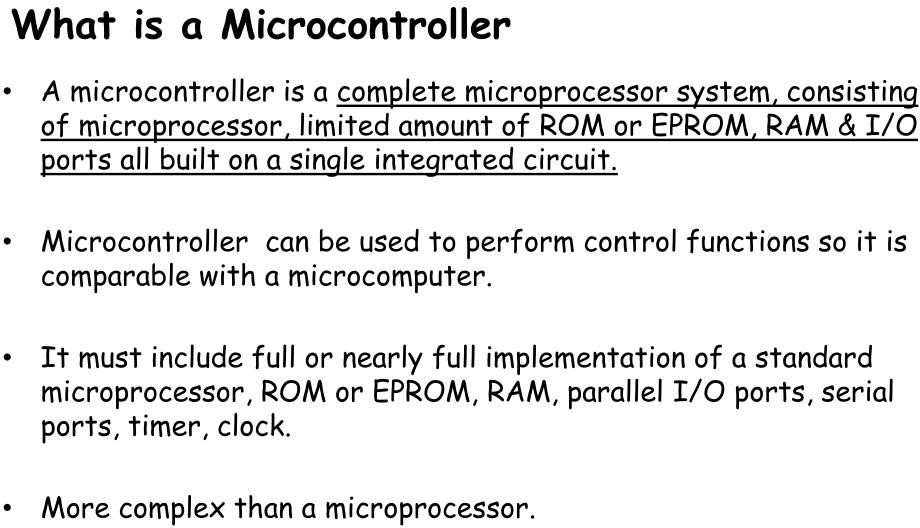 What is a Microcontroller
• A microcontroller is a complete microprocessor system, consisting
of microprocessor, limited amount of ROM or EPROM, RAM & I/O
ports all built on a single integrated circuit.
• Microcontroller can be used to perform control functions so it is
comparable with a microcomputer.
• It must include full or nearly full implementation of a standard
microprocessor, ROM or EPROM, RAM, parallel I/O ports, serial
ports, timer, clock.
• More complex than a microprocessor.